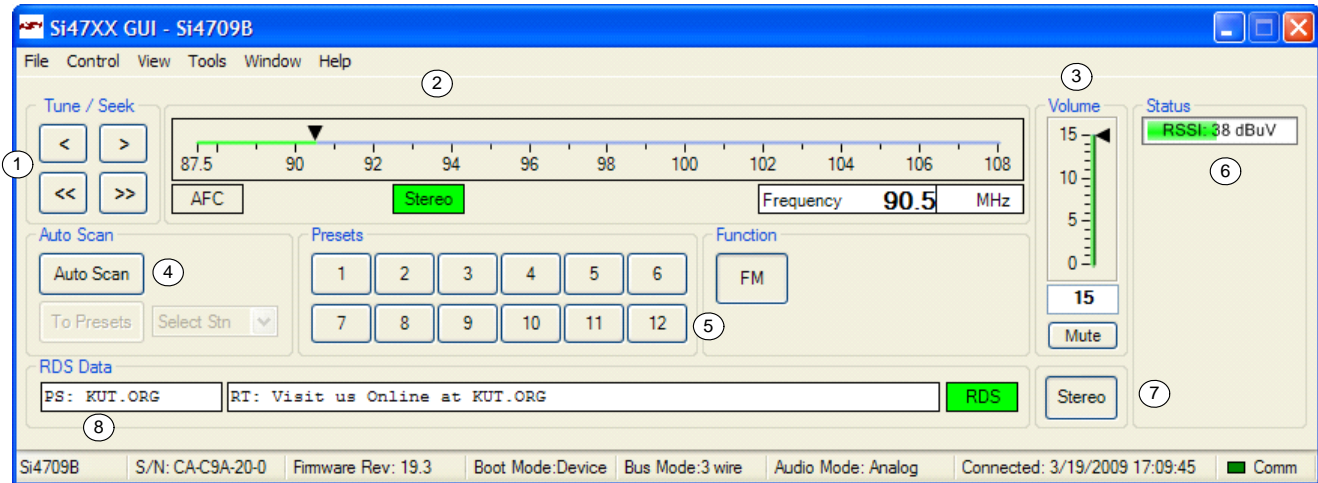 Si47XX GUI - Si4709B
File Control View Tools Window Help
2
3
Tune / Seek
Volume
Status
1
< >
<< >>
87.5 90 92 94 96 98 100 102 104 106 108
AFC Stereo Frequency 90.5 MHz
15
10
5
0
15
Mute
RSSI: 38 dBuV
6
Auto Scan
Auto Scan 4
To Presets Select Stn
Presets
1 2 3 4 5 6
7 8 9 10 11 12
5
Function
FM
RDS Data
PS: KUT.ORG RT: Visit us Online at KUT.ORG RDS
8
Stereo 7
Si4709B S/N: CA-C9A-20-0 Firmware Rev: 19.3 Boot Mode:Device Bus Mode:3 wire Audio Mode: Analog Connected: 3/19/2009 17:09:45 Comm